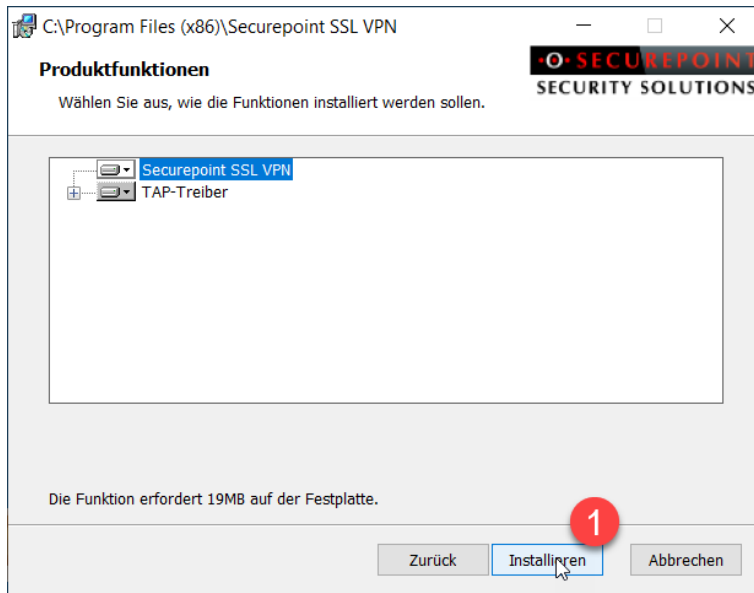 C:\Program Files (x86)\Securepoint SSL VPN
Produktfunktionen
Wählen Sie aus, wie die Funktionen installiert werden sollen.
SECUREPOINT
SECURITY SOLUTIONS
Securepoint SSL VPN
TAP-Treiber
Die Funktion erfordert 19MB auf der Festplatte.
1
Zurück Installieren Abbrechen